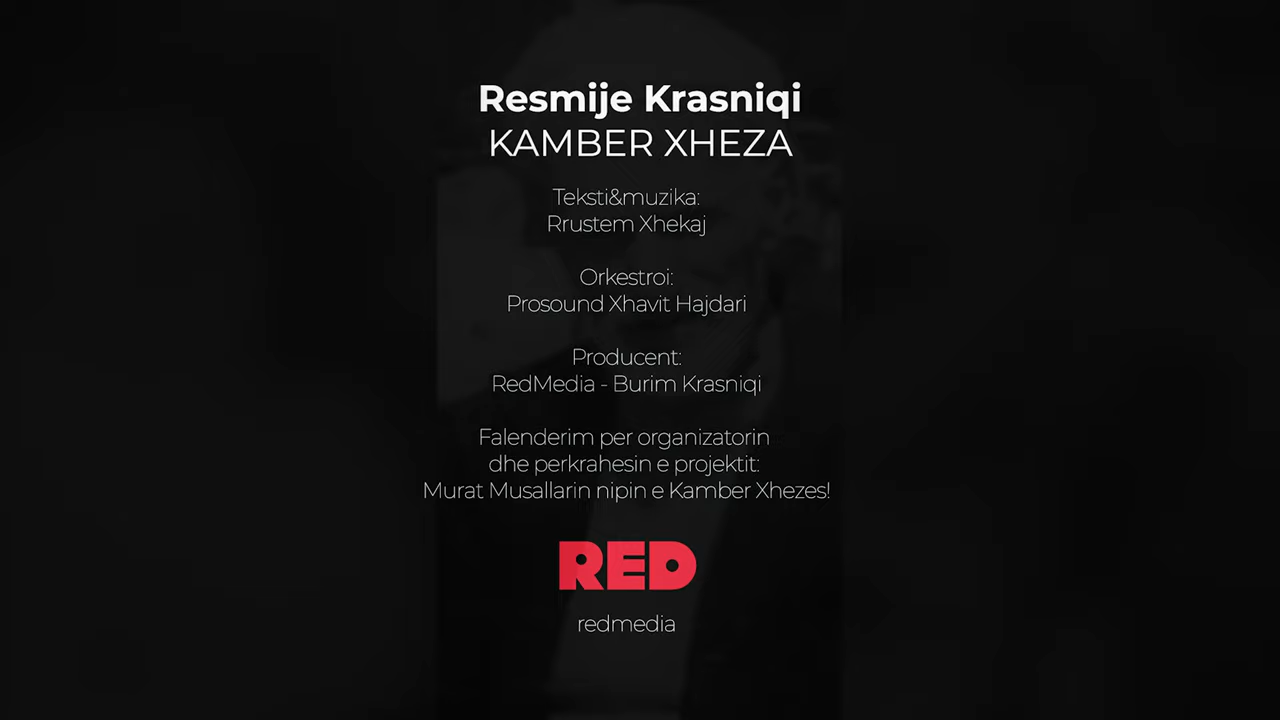 Resmije Krasniqi
KAMBER XHEZA
Teksti&muzika:
Rrustem Xhekaj
Orkestroi:
Prosound Xhavit Hajdari
Producent:
RedMedia - Burim Krasniqi
Falenderim per organizatorin
dhe perkrahesin e projektit:
Murat Musallarin nipin e Kamber Xhezes!
RED
redmedia